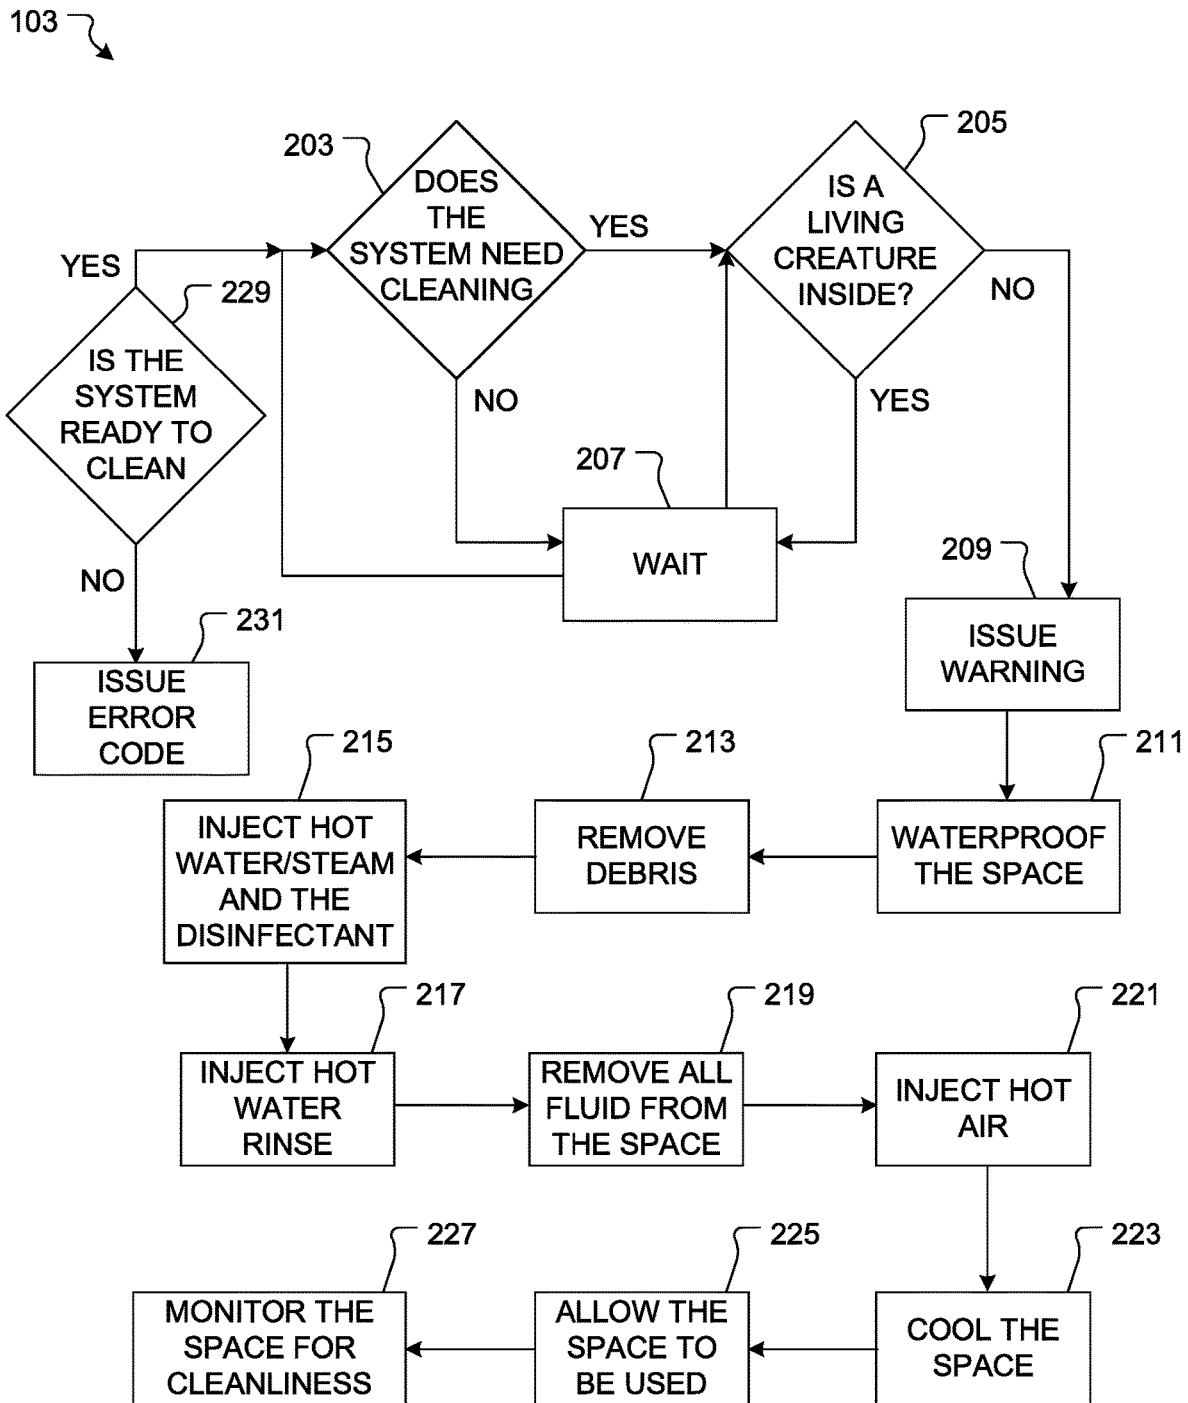 103
203
DOES
THE
SYSTEM NEED
CLEANING
YES
205
IS A
LIVING
CREATURE
INSIDE?
NO
YES
229
IS THE
SYSTEM
READY TO
CLEAN
NO
YES
207
WAIT
209
ISSUE
WARNING
NO
231
ISSUE
ERROR
CODE
215
INJECT HOT
WATER/STEAM
AND THE
DISINFECTANT
213
REMOVE
DEBRIS
211
WATERPROOF
THE SPACE
217
INJECT HOT
WATER
RINSE
219
REMOVE ALL
FLUID FROM
THE SPACE
221
INJECT HOT
AIR
227
MONITOR THE
SPACE FOR
CLEANLINESS
225
ALLOW THE
SPACE TO
BE USED
223
COOL THE
SPACE